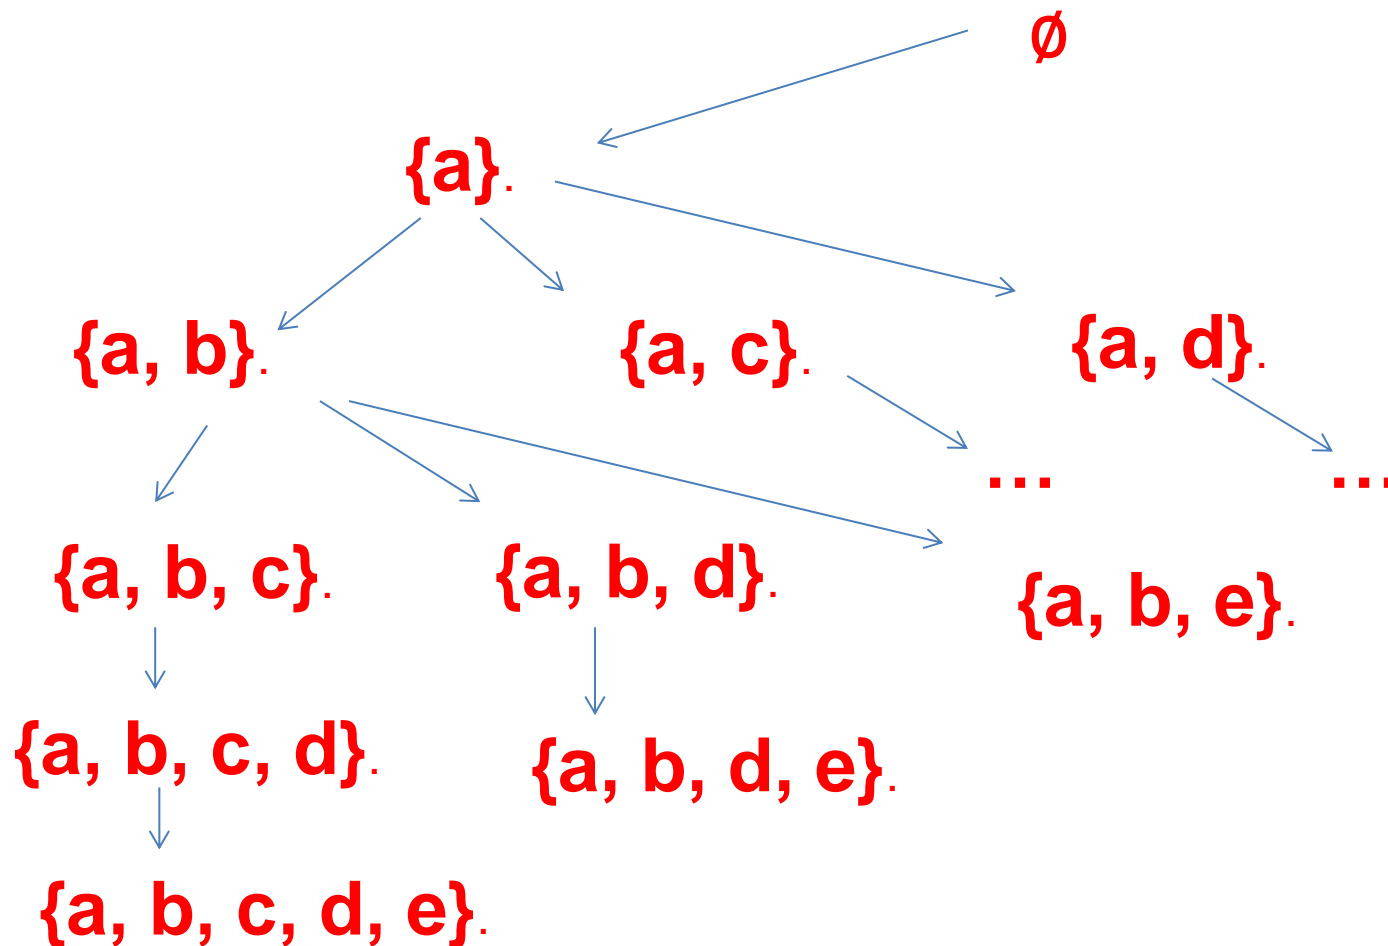 ∅
{a}.
{a, b}. {a, c}. {a, d}.
... ...
{a, b, c}. {a, b, d}. {a, b, e}.
{a, b, c, d}. {a, b, d, e}.
{a, b, c, d, e}.